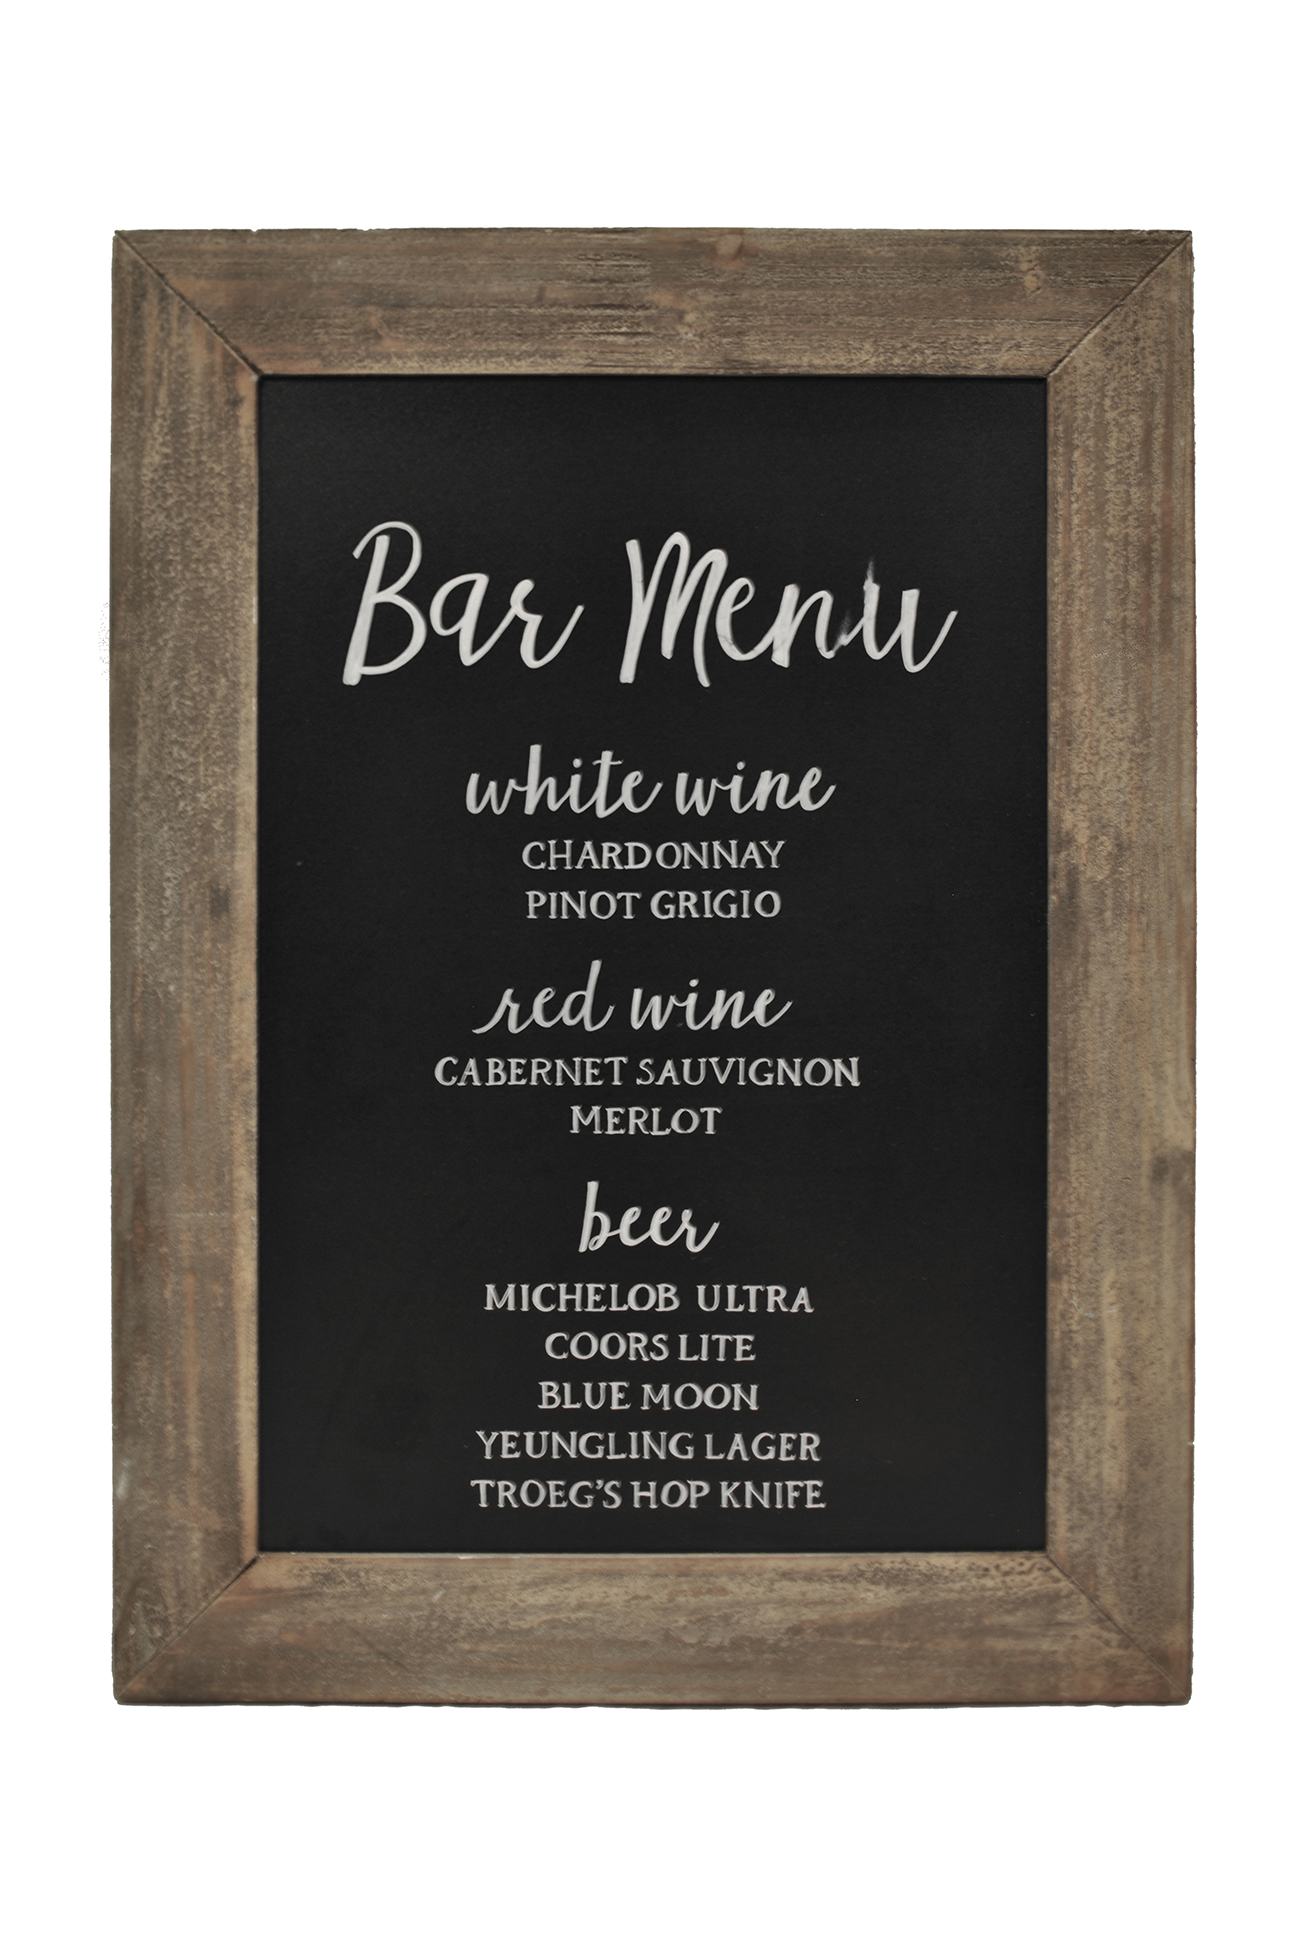 Bar Menu
white wine
CHARDONNAY
PINOT GRIGIO
red wine
CABERNET SAUVIGNON
MERLOT
beer
MICHELOB ULTRA
COORS LITE
BLUE MOON
YEUNGLING LAGER
TROEG'S HOP KNIFE